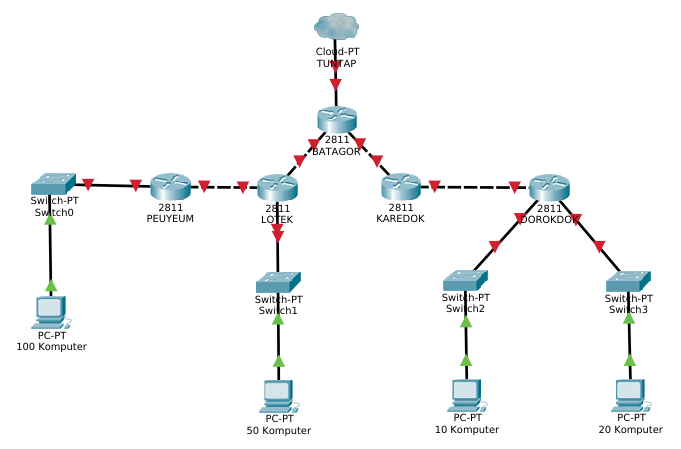 Cloud-PT
TUNTAP
2811
BATAGOR
Switch-PT
Switch0
2811
PEUYEUM
2811
LOTEK
2811
KAREDOK
2811
DOROKDOK
Switch-PT
Switch1
Switch-PT
Switch2
Switch-PT
Switch3
PC-PT
100 Komputer
PC-PT
50 Komputer
PC-PT
10 Komputer
PC-PT
20 Komputer